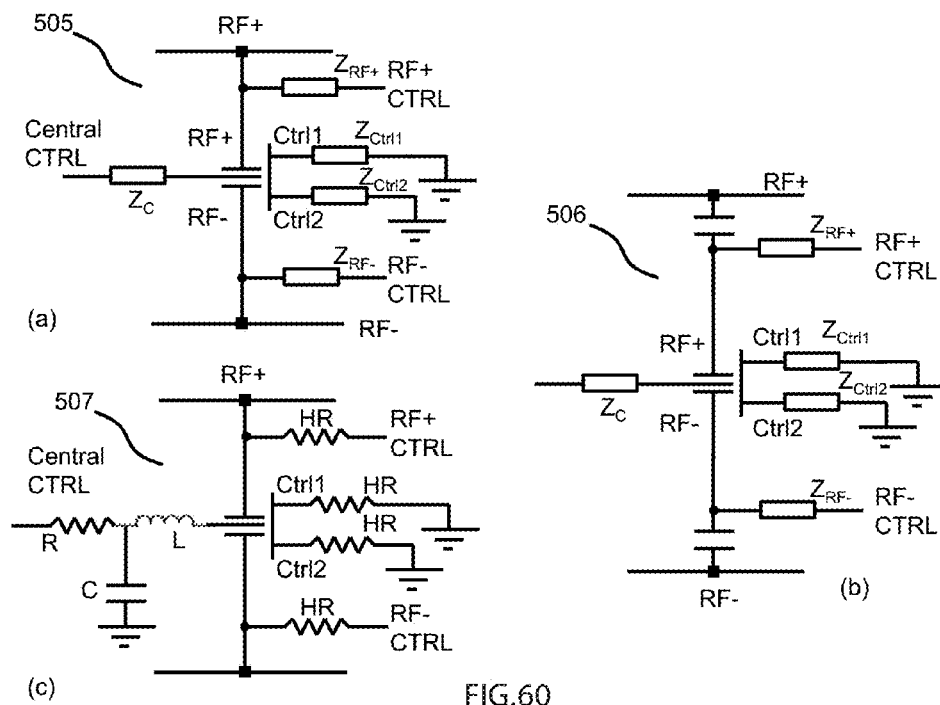 505
RF+
Z_RF+
RF+
CTRL
Central
CTRL
Z_C
RF+
RF-
Ctrl1
Z_Ctrl1
Z_Ctrl2
Ctrl2
Z_RF-
RF-
CTRL
RF-
(a)
506
RF+
Z_RF+
RF+
CTRL
RF+
Ctrl1
Z_Ctrl1
Z_Ctrl2
Ctrl2
Z_C
RF-
Z_RF-
RF-
CTRL
RF-
(b)
507
RF+
HR
RF+
CTRL
Central
CTRL
Ctrl1
HR
HR
Ctrl2
R
L
C
HR
RF-
CTRL
(c)
FIG.60